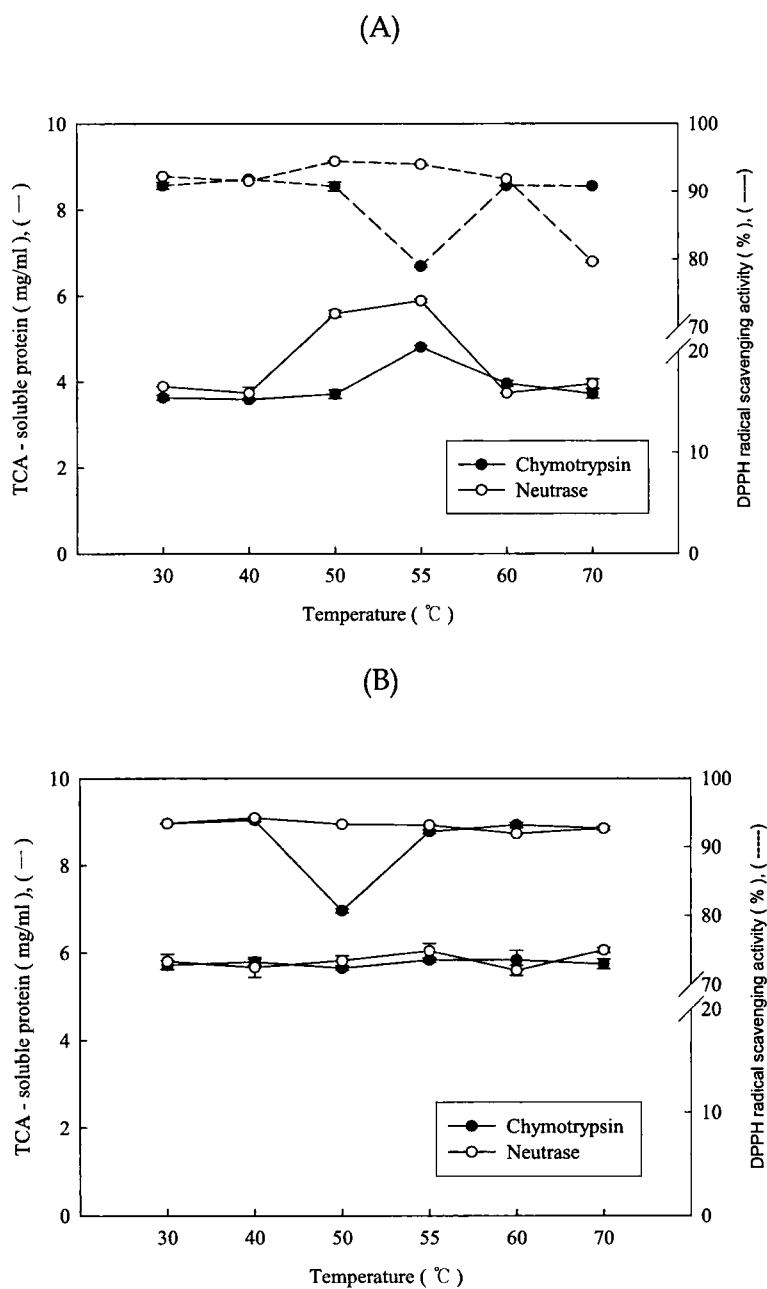 (A)
TCA - soluble protein ( mg/ml ), ( — )
10
8
6
4
2
0
100
90
80
70
20
10
0
DPPH radical scavenging activity ( % ), ( —— )
Chymotrypsin
Neutrase
30 40 50 55 60 70
Temperature ( ℃ )
(B)
TCA - soluble protein ( mg/ml ), ( — )
10
8
6
4
2
0
100
90
80
70
20
10
0
DPPH radical scavenging activity ( % ), ( ----- )
Chymotrypsin
Neutrase
30 40 50 55 60 70
Temperature ( ℃ )